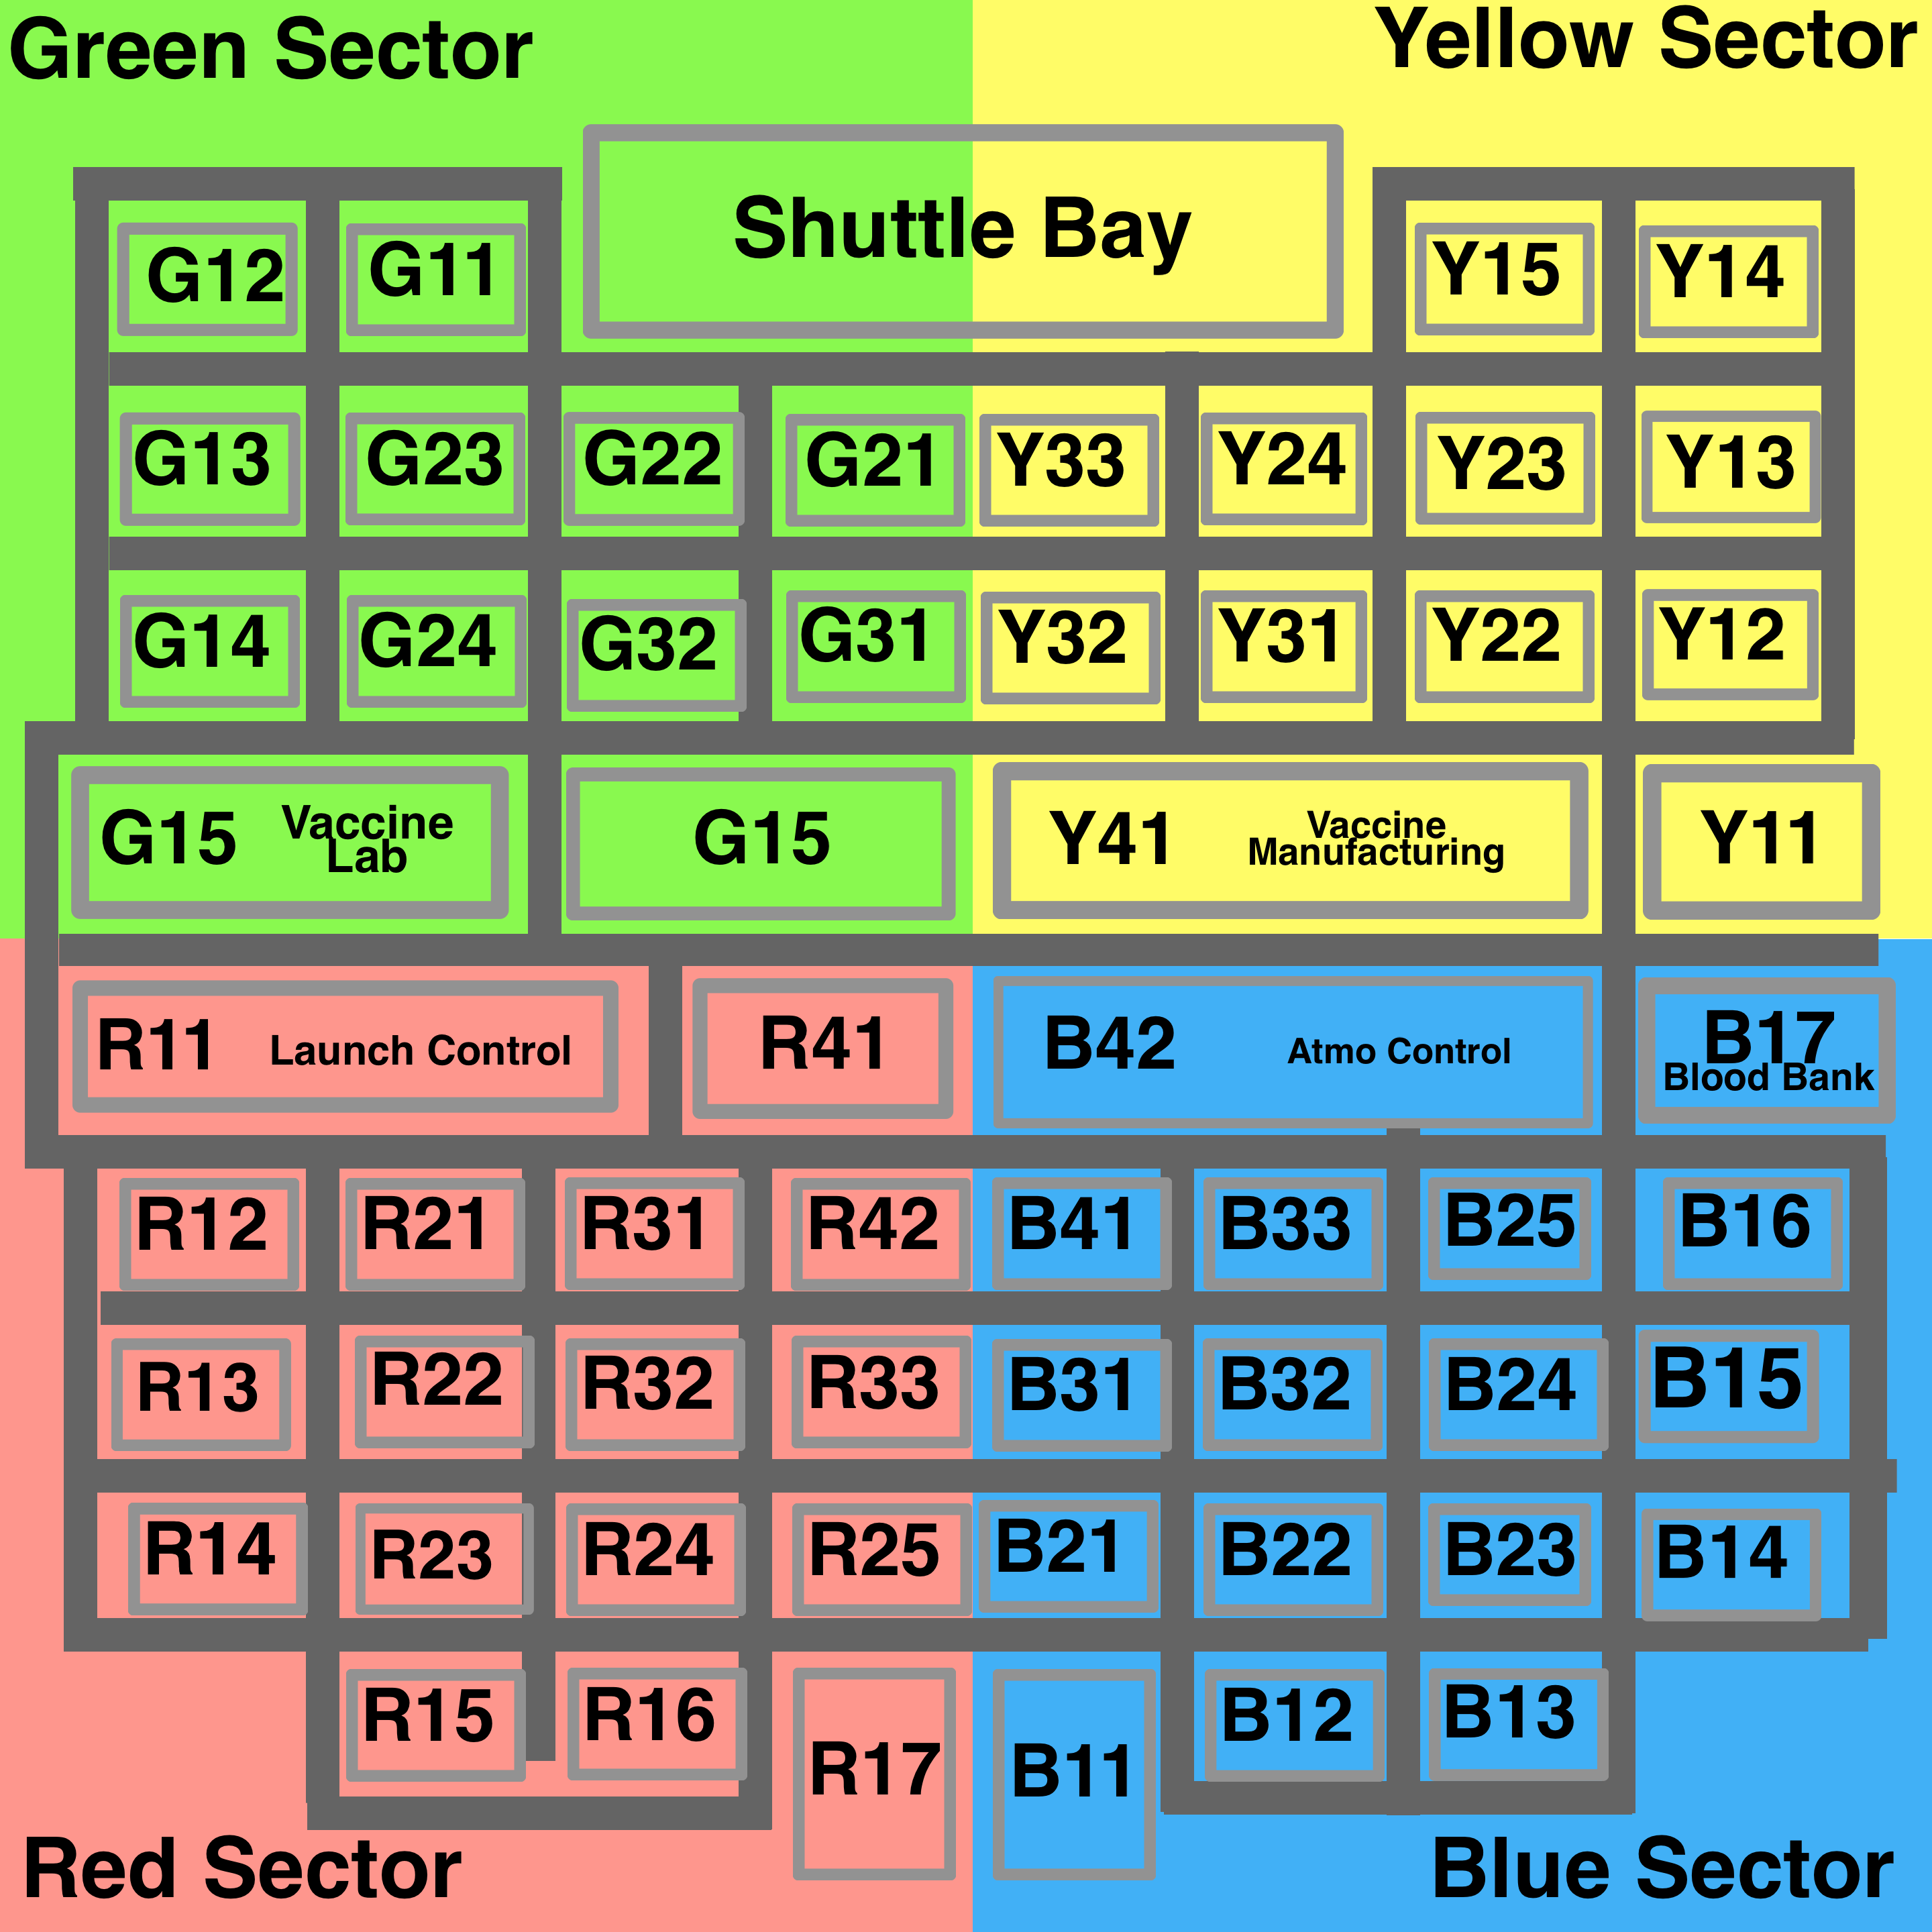 Green Sector
Yellow Sector
Shuttle Bay
G12
G11
Y15
Y14
G13
G23
G22
G21
Y33
Y24
Y23
Y13
G14
G24
G32
G31
Y32
Y31
Y22
Y12
G15
Vaccine
Lab
G15
Y41
Vaccine
Manufacturing
Y11
R11
Launch Control
R41
B42
Atmo Control
B17
Blood Bank
R12
R21
R31
R42
B41
B33
B25
B16
R13
R22
R32
R33
B31
B32
B24
B15
R14
R23
R24
R25
B21
B22
B23
B14
R15
R16
R17
B11
B12
B13
Red Sector
Blue Sector